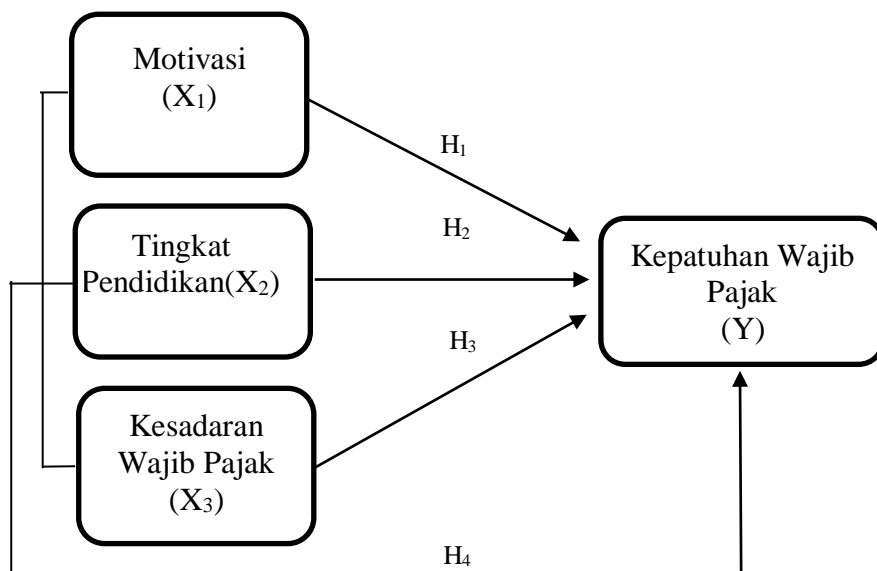 Motivasi
(X₁)
H₁
Tingkat
Pendidikan(X₂)
H₂
Kepatuhan Wajib
Pajak
(Y)
H₃
Kesadaran
Wajib Pajak
(X₃)
H₄